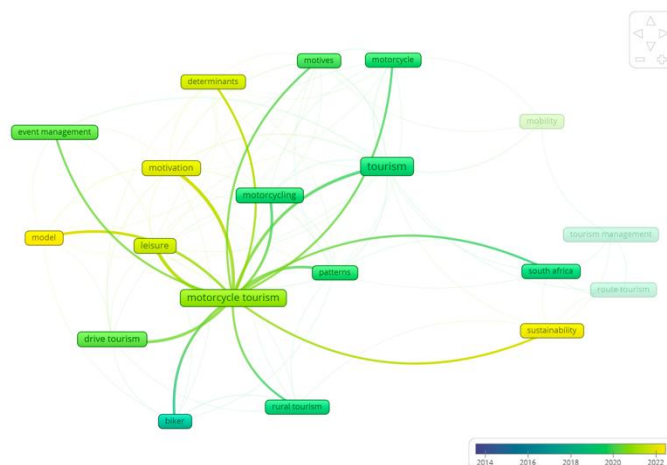 motives
motorcycle
determinants
mobility
event management
motivation
tourism
motorcycling
tourism management
model
leisure
patterns
south africa
route tourism
motorcycle tourism
sustainability
drive tourism
rural tourism
biker
2014 2016 2018 2020 2022